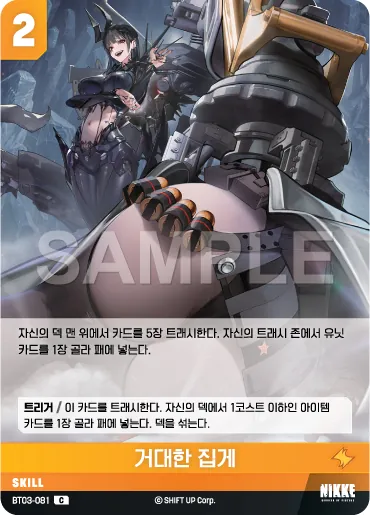 2
SAMPLE
자신의 덱 맨 위에서 카드를 5장 트래시한다. 자신의 트래시 존에서 유닛
카드를 1장 골라 패에 넣는다.
트리거 / 이 카드를 트래시한다. 자신의 덱에서 1코스트 이하인 아이템
카드를 1장 골라 패에 넣는다. 덱을 섞는다.
거대한 집게
SKILL
BT03-081 C
© SHIFT UP Corp.
NIKKE